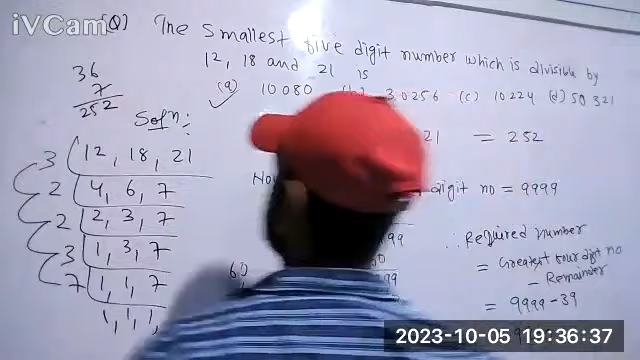 iVCam
(Q) The smallest five digit number which is divisible by
12, 18 and 21 is
(a) 10080 (b) 30256 (c) 10224 (d) 50321
36
7
252
Sol^n:
3 | 12, 18, 21
2 | 4, 6, 7
2 | 2, 3, 7
3 | 1, 3, 7
7 | 1, 1, 7
1, 1, 1,
21 = 252
digit no = 9999
∴ Required number
= Greatest four digit no
- Remainder
= 9999-39
2023-10-05 19:36:37